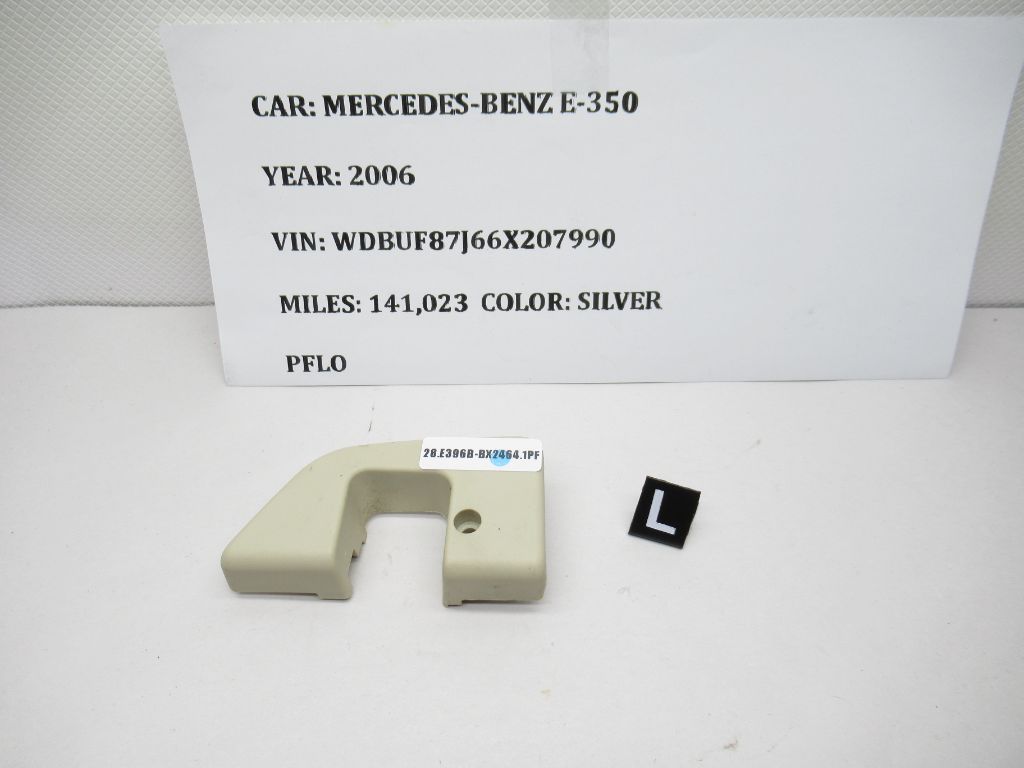 CAR: MERCEDES-BENZ E-350
YEAR: 2006
VIN: WDBUF87J66X207990
MILES: 141,023 COLOR: SILVER
PFLO
28.E396B-BX2464.1PF
L